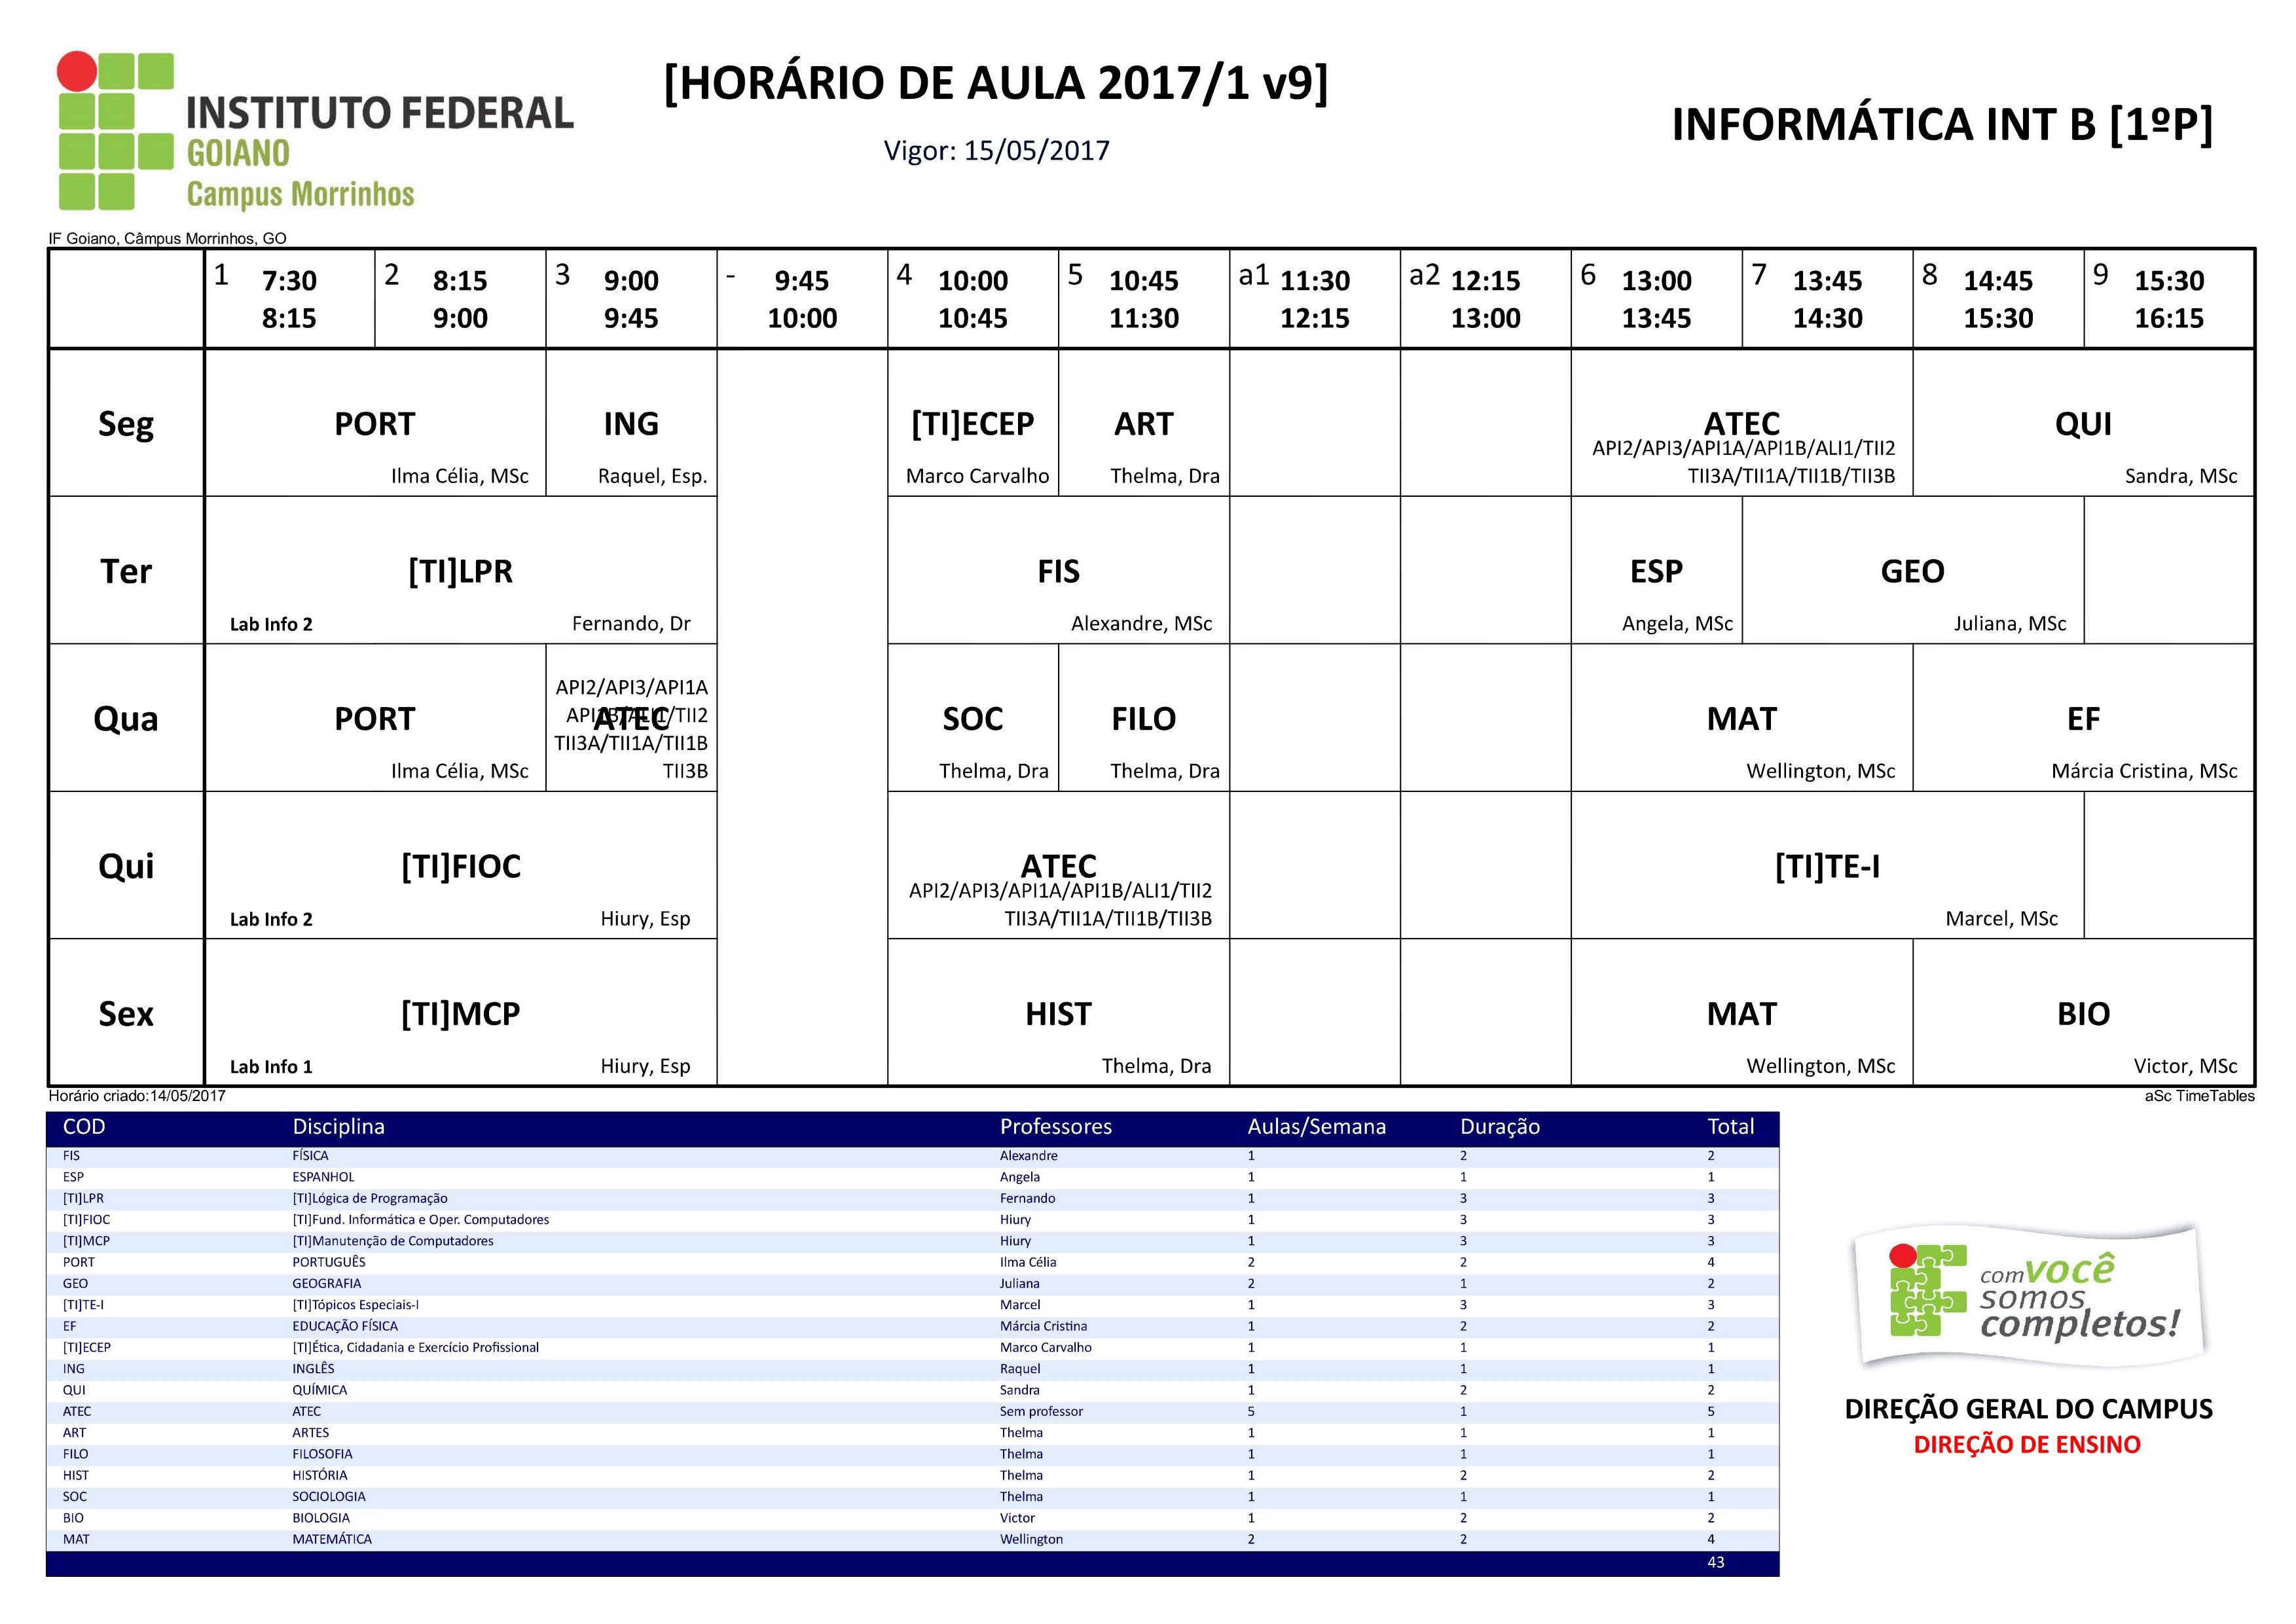 INSTITUTO FEDERAL
GOIANO
Campus Morrinhos
[HORÁRIO DE AULA 2017/1 v9]
Vigor: 15/05/2017
INFORMÁTICA INT B [1ºP]
IF Goiano, Câmpus Morrinhos, GO
1 7:30 8:15
2 8:15 9:00
3 9:00 9:45
- 9:45 10:00
4 10:00 10:45
5 10:45 11:30
a1 11:30 12:15
a2 12:15 13:00
6 13:00 13:45
7 13:45 14:30
8 14:45 15:30
9 15:30 16:15
Seg
PORT
Ilma Célia, MSc
ING
Raquel, Esp.
[TI]ECEP
Marco Carvalho
ART
Thelma, Dra
ATEC
API2/API3/API1A/API1B/ALI1/TII2
TII3A/TII1A/TII1B/TII3B
QUI
Sandra, MSc
Ter
[TI]LPR
Lab Info 2
Fernando, Dr
FIS
Alexandre, MSc
ESP
Angela, MSc
GEO
Juliana, MSc
Qua
PORT
Ilma Célia, MSc
API2/API3/API1A
API1B/ALI1/TII2
ATEC
TII3A/TII1A/TII1B
TII3B
SOC
Thelma, Dra
FILO
Thelma, Dra
MAT
Wellington, MSc
EF
Márcia Cristina, MSc
Qui
[TI]FIOC
Lab Info 2
Hiury, Esp
ATEC
API2/API3/API1A/API1B/ALI1/TII2
TII3A/TII1A/TII1B/TII3B
[TI]TE-I
Marcel, MSc
Sex
[TI]MCP
Lab Info 1
Hiury, Esp
HIST
Thelma, Dra
MAT
Wellington, MSc
BIO
Victor, MSc
Horário criado:14/05/2017
aSc TimeTables
COD Disciplina Professores Aulas/Semana Duração Total
FIS FÍSICA Alexandre 1 2 2
ESP ESPANHOL Angela 1 1 1
[TI]LPR [TI]Lógica de Programação Fernando 1 3 3
[TI]FIOC [TI]Fund. Informática e Oper. Computadores Hiury 1 3 3
[TI]MCP [TI]Manutenção de Computadores Hiury 1 3 3
PORT PORTUGUÊS Ilma Célia 2 2 4
GEO GEOGRAFIA Juliana 2 1 2
[TI]TE-I [TI]Tópicos Especiais-I Marcel 1 3 3
EF EDUCAÇÃO FÍSICA Márcia Cristina 1 2 2
[TI]ECEP [TI]Ética, Cidadania e Exercício Profissional Marco Carvalho 1 1 1
ING INGLÊS Raquel 1 1 1
QUI QUÍMICA Sandra 1 2 2
ATEC ATEC Sem professor 5 1 5
ART ARTES Thelma 1 1 1
FILO FILOSOFIA Thelma 1 1 1
HIST HISTÓRIA Thelma 1 2 2
SOC SOCIOLOGIA Thelma 1 1 1
BIO BIOLOGIA Victor 1 2 2
MAT MATEMÁTICA Wellington 2 2 4
43
com você
somos
completos!
DIREÇÃO GERAL DO CAMPUS
DIREÇÃO DE ENSINO